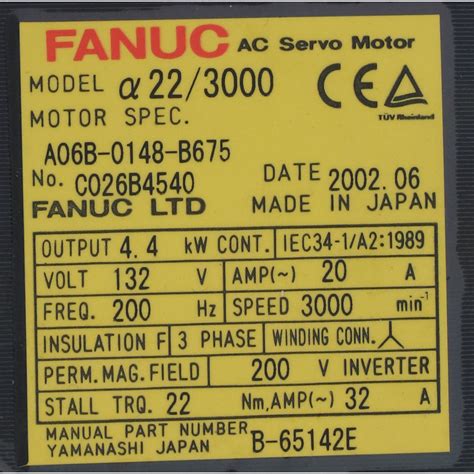 FANUC AC Servo Motor
MODEL α22/3000
CE TÜV Rheinland
MOTOR SPEC.
A06B-0148-B675
No. C026B4540 DATE 2002.06
FANUC LTD MADE IN JAPAN
OUTPUT 4.4 kW CONT. IEC34-1/A2:1989
VOLT 132 V AMP(~) 20 A
FREQ. 200 Hz SPEED 3000 min⁻¹
INSULATION F 3 PHASE WINDING CONN.
PERM.MAG.FIELD 200 V INVERTER
STALL TRQ. 22 Nm,AMP(~) 32 A
MANUAL PART NUMBER
YAMANASHI JAPAN B-65142E